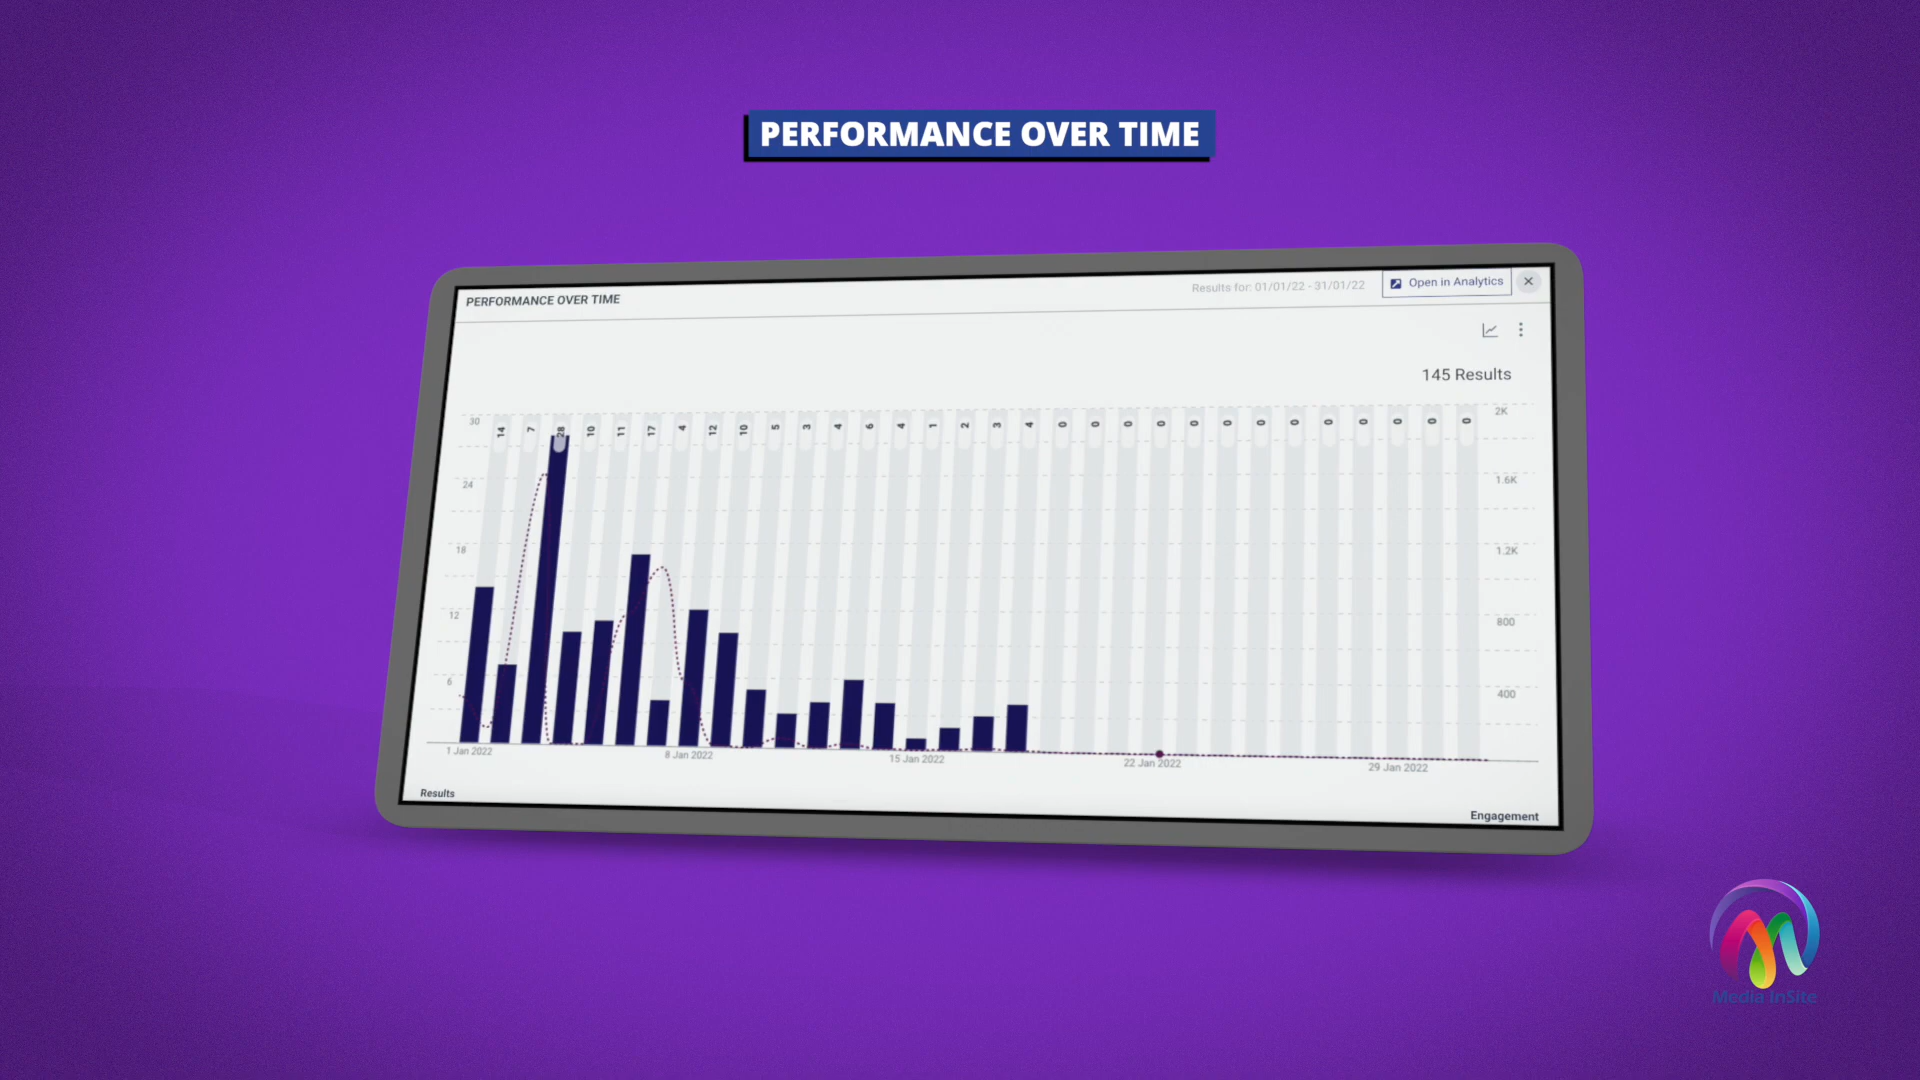 PERFORMANCE OVER TIME
PERFORMANCE OVER TIME
Results for: 01/01/22 - 31/01/22
Open in Analytics
145 Results
30 14 7 28 10 11 17 4 12 10 5 3 4 6 4 1 2 3 4 0 0 0 0 0 0 0 0 0 0 0 0 0 2K
24 1.6K
18 1.2K
12 800
6 400
1 Jan 2022 8 Jan 2022 15 Jan 2022 22 Jan 2022 29 Jan 2022
Results Engagement
Media InSite